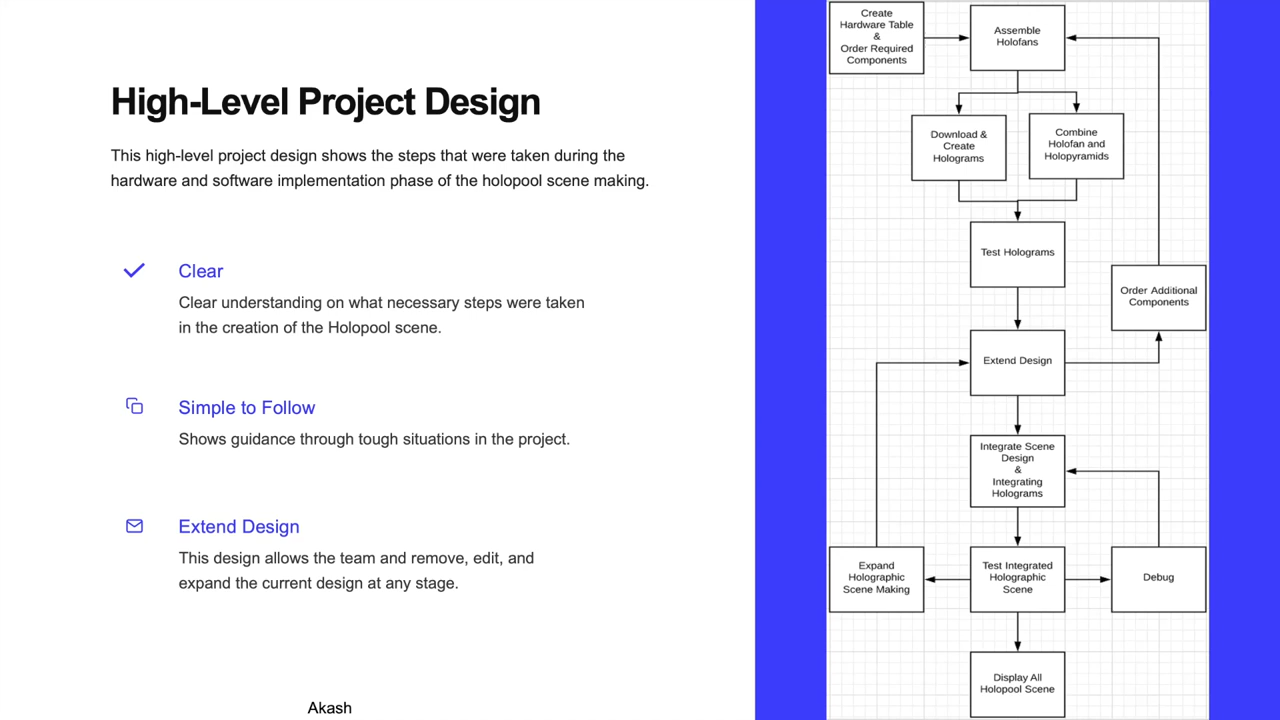 High-Level Project Design
This high-level project design shows the steps that were taken during the
hardware and software implementation phase of the holopool scene making.
Clear
Clear understanding on what necessary steps were taken
in the creation of the Holopool scene.
Simple to Follow
Shows guidance through tough situations in the project.
Extend Design
This design allows the team and remove, edit, and
expand the current design at any stage.
Akash
Create
Hardware Table
&
Order Required
Components
Assemble
Holofans
Download &
Create
Holograms
Combine
Holofan and
Holopyramids
Test Holograms
Order Additional
Components
Extend Design
Integrate Scene
Design
&
Integrating
Holograms
Expand
Holographic
Scene Making
Test Integrated
Holographic
Scene
Debug
Display All
Holopool Scene